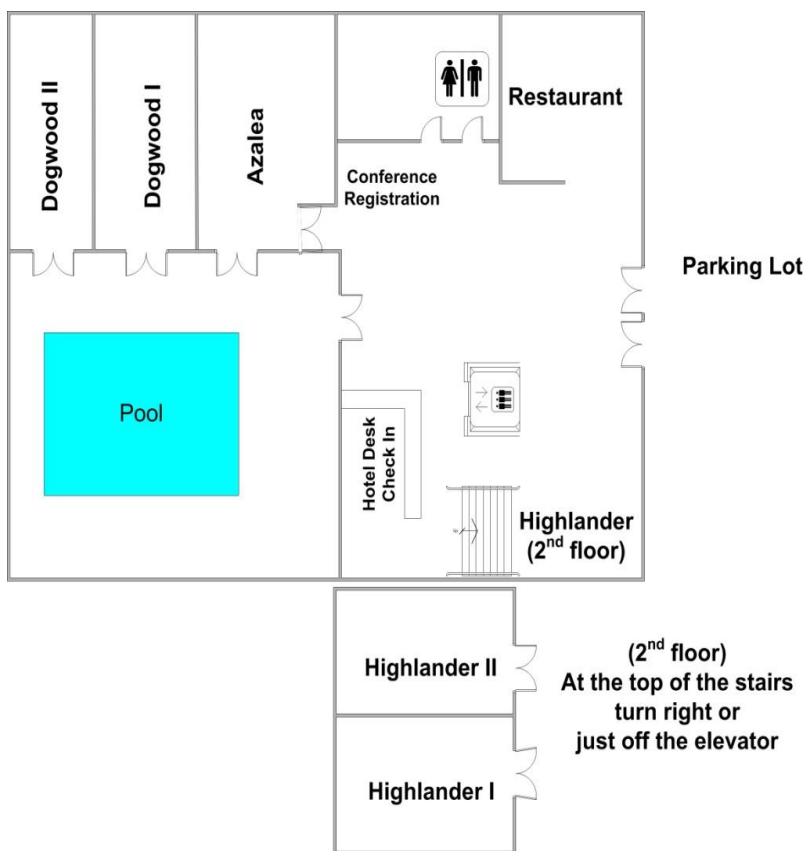 Dogwood II
Dogwood I
Azalea
Restaurant
Conference
Registration
Parking Lot
Pool
Hotel Desk
Check In
Highlander
(2nd floor)
Highlander II
(2nd floor)
At the top of the stairs
turn right or
just off the elevator
Highlander I